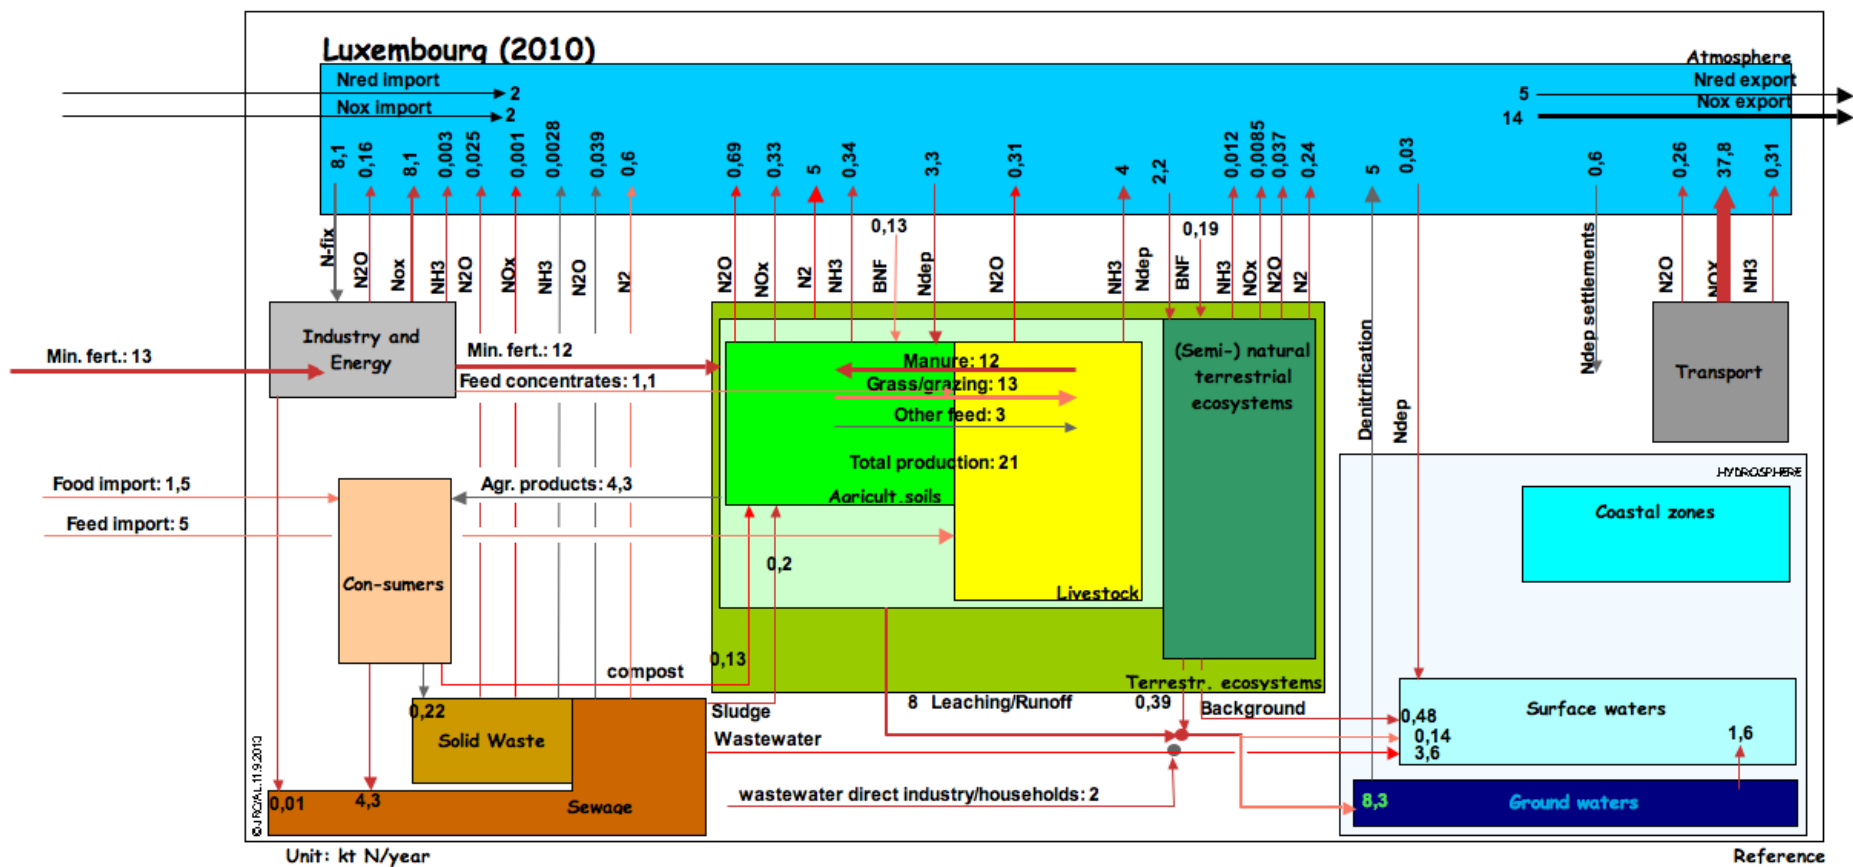 Luxembourg (2010)
Atmosphere
Nred import
2
Nox import
2
5
Nred export
Nox export
14
8,1
0,16
8,1
0,003
0,025
0,001
0,0028
0,039
0,6
0,69
0,33
5
0,34
3,3
0,31
4
2,2
0,012
0,0085
0,037
0,24
5
0,03
0,6
0,26
37,8
0,31
0,13
0,19
N-fix
N2O
Nox
NH3
N2O
NOx
NH3
N2O
N2
N2O
NOx
N2
NH3
BNF
Ndep
N2O
NH3
Ndep
BNF
NH3
NOx
N2O
N2
Denitrification
Ndep
Ndep settlements
N2O
NOX
NH3
Industry and
Energy
Min. fert.: 13
Min. fert.: 12
Feed concentrates: 1,1
Manure: 12
Grass/grazing: 13
Other feed: 3
Total production: 21
Agricult.soils
Livestock
(Semi-) natural
terrestrial
ecosystems
Transport
HYDROSPHERE
Coastal zones
Food import: 1,5
Agr. products: 4,3
Feed import: 5
Con-sumers
0,2
0,13
compost
Terrestr. ecosystems
8 Leaching/Runoff
0,39
Background
0,22
Solid Waste
Sludge
Wastewater
0,48
0,14
3,6
Surface waters
1,6
wastewater direct industry/households: 2
0,01
4,3
Sewage
8,3
Ground waters
©JRC/AL.11.9.2013
Unit: kt N/year
Reference